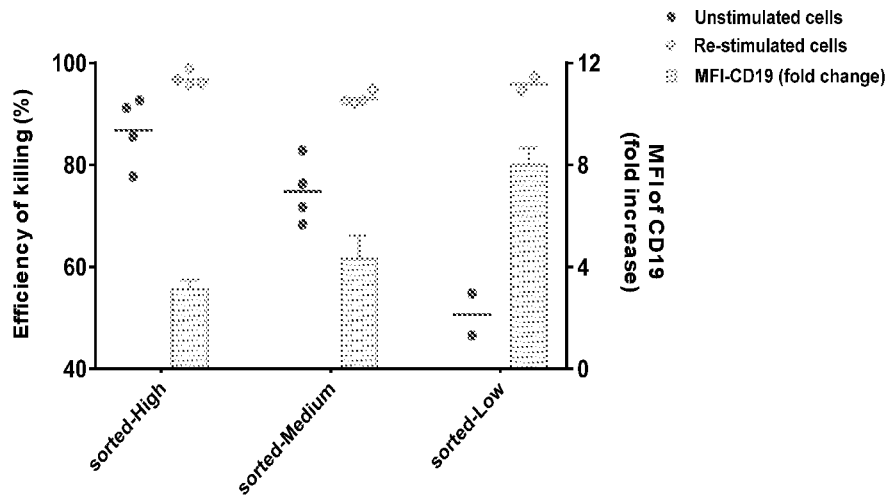 Unstimulated cells
Re-stimulated cells
MFI-CD19 (fold change)
Efficiency of killing (%)
100
80
60
40
12
8
4
0
MFI of CD19
(fold increase)
sorted-High
sorted-Medium
sorted-Low